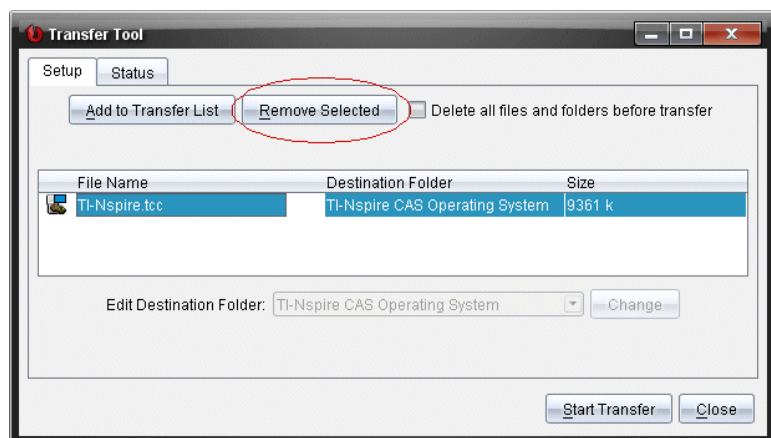 Transfer Tool
Setup Status
Add to Transfer List Remove Selected Delete all files and folders before transfer
File Name Destination Folder Size
TI-Nspire.tcc TI-Nspire CAS Operating System 9361 k
Edit Destination Folder: TI-Nspire CAS Operating System Change
Start Transfer Close